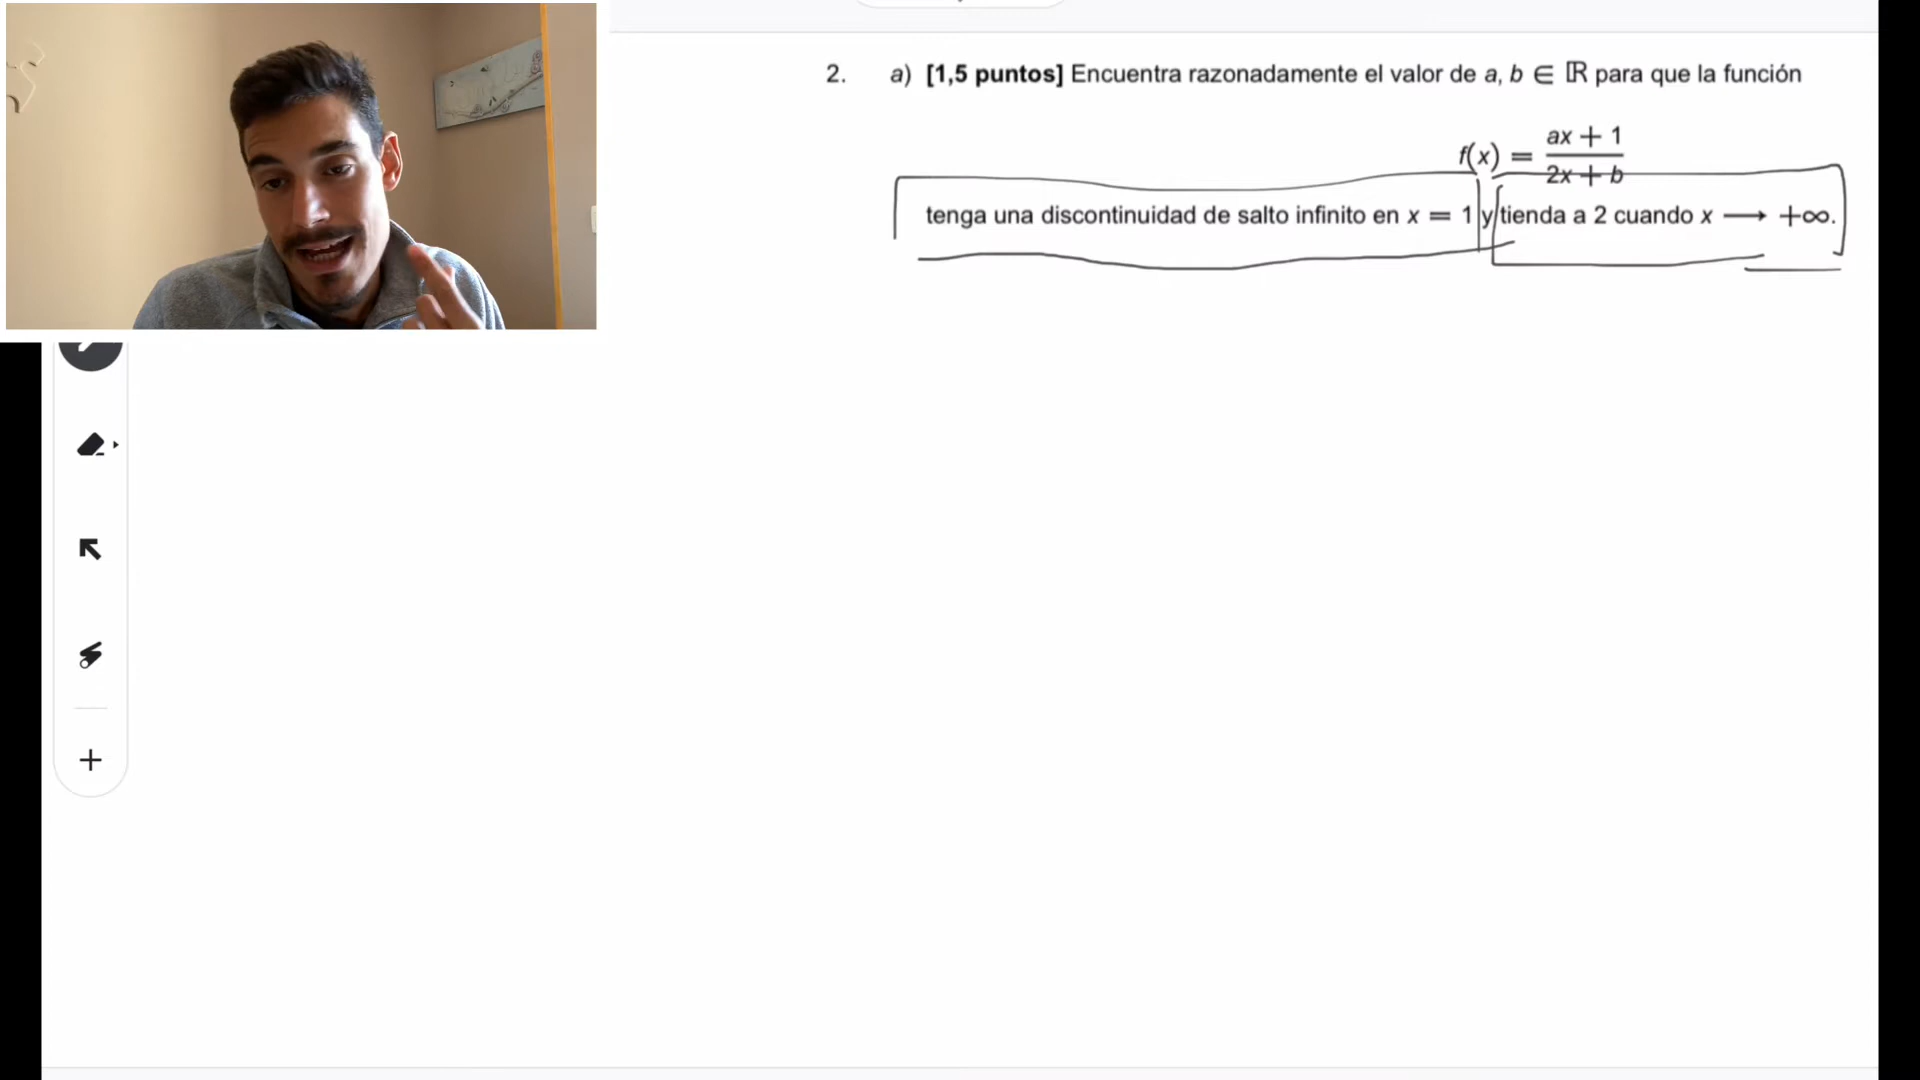 2. a) [1,5 puntos] Encuentra razonadamente el valor de a, b ∈ ℝ para que la función
f(x) = ax + 1
2x + b
tenga una discontinuidad de salto infinito en x = 1 y tienda a 2 cuando x ⟶ +∞.